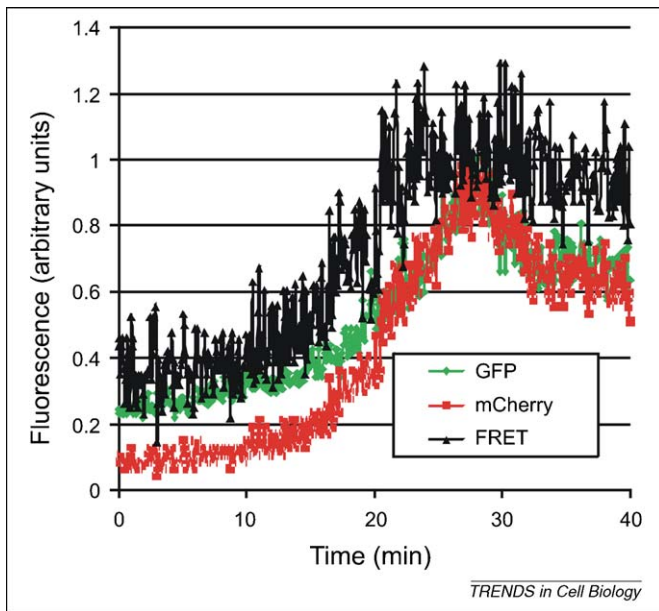 1.4
1.2
1
0.8
0.6
0.4
0.2
0
Fluorescence (arbitrary units)
GFP
mCherry
FRET
0 10 20 30 40
Time (min)
TRENDS in Cell Biology